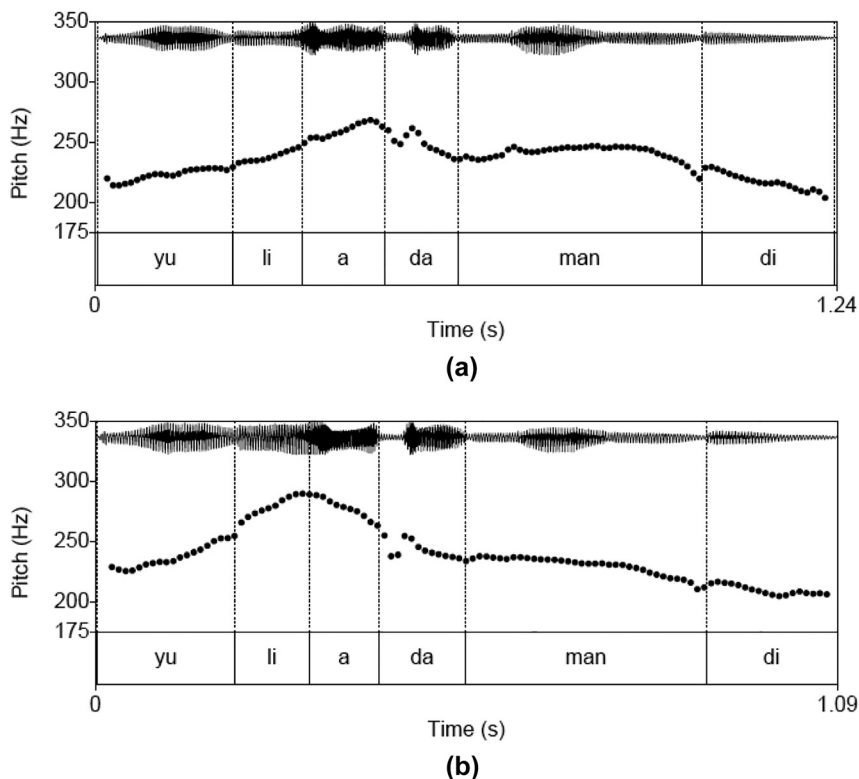 350
300
250
200
175
Pitch (Hz)
yu li a da man di
0 1.24
Time (s)
(a)
350
300
250
200
175
Pitch (Hz)
yu li a da man di
0 1.09
Time (s)
(b)